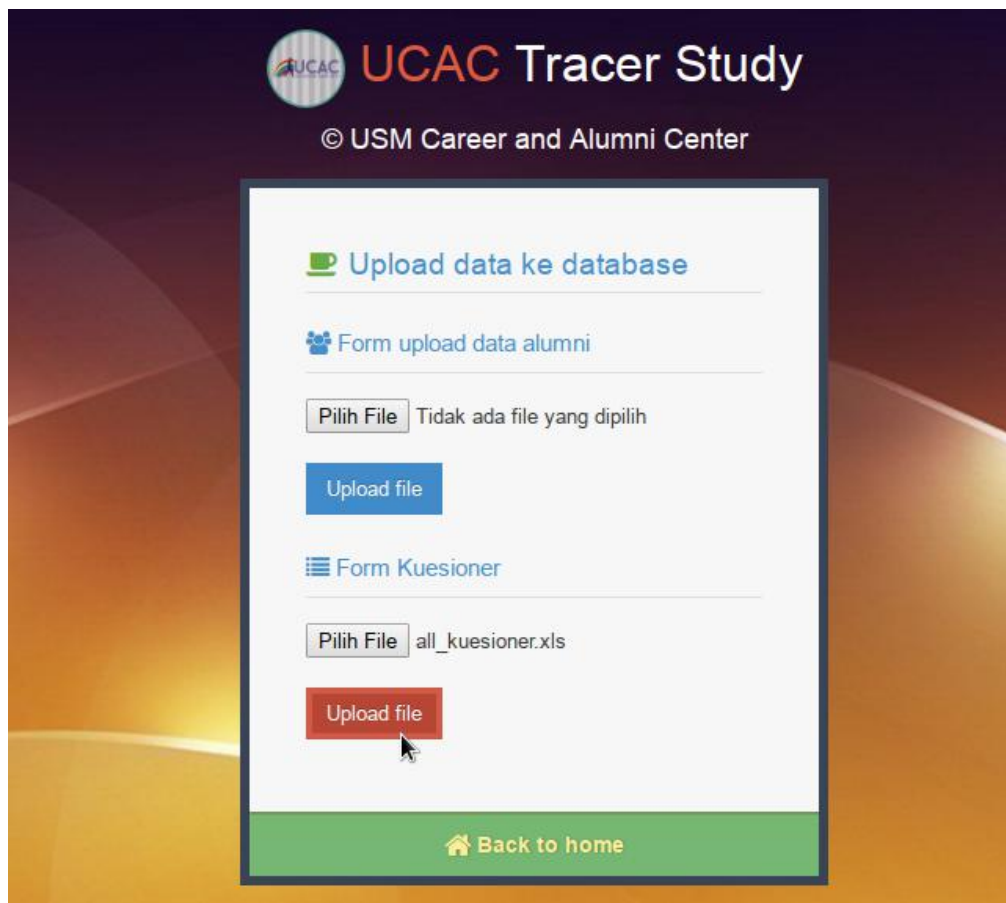 UCAC UCAC Tracer Study
© USM Career and Alumni Center
Upload data ke database
Form upload data alumni
Pilih File Tidak ada file yang dipilih
Upload file
Form Kuesioner
Pilih File all_kuesioner.xls
Upload file
Back to home